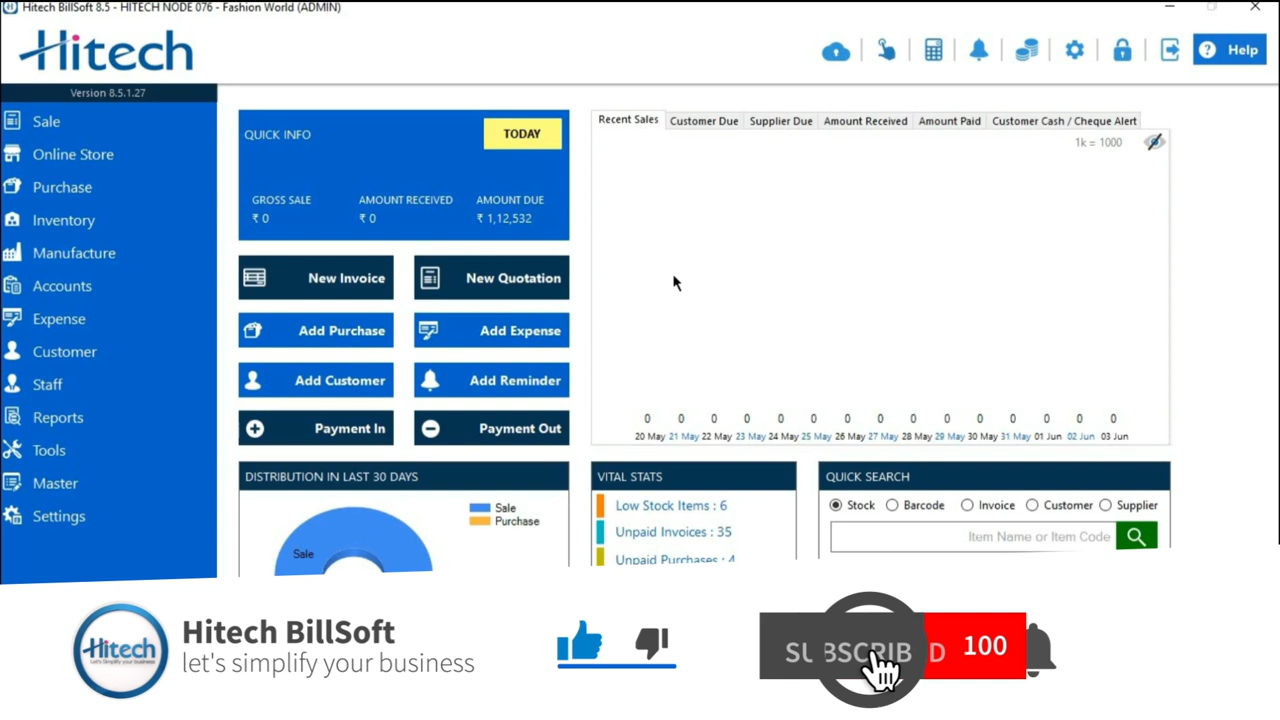 Hitech BillSoft 8.5 - HITECH NODE 076 - Fashion World (ADMIN)
Hitech
Help
Version 8.5.1.27
Sale
Online Store
Purchase
Inventory
Manufacture
Accounts
Expense
Customer
Staff
Reports
Tools
Master
Settings
QUICK INFO
TODAY
GROSS SALE AMOUNT RECEIVED AMOUNT DUE
₹ 0 ₹ 0 ₹ 1,12,532
New Invoice New Quotation
Add Purchase Add Expense
Add Customer Add Reminder
Payment In Payment Out
Recent Sales Customer Due Supplier Due Amount Received Amount Paid Customer Cash / Cheque Alert
1k = 1000
0 0 0 0 0 0 0 0 0 0 0 0 0 0 0
20 May 21 May 22 May 23 May 24 May 25 May 26 May 27 May 28 May 29 May 30 May 31 May 01 Jun 02 Jun 03 Jun
DISTRIBUTION IN LAST 30 DAYS
Sale
Purchase
Sale
VITAL STATS
Low Stock Items : 6
Unpaid Invoices : 35
Unpaid Purchases : 4
QUICK SEARCH
Stock Barcode Invoice Customer Supplier
Item Name or Item Code
Hitech
Let's Simplify your business
Hitech BillSoft
let's simplify your business
SUBSCRIBED 100